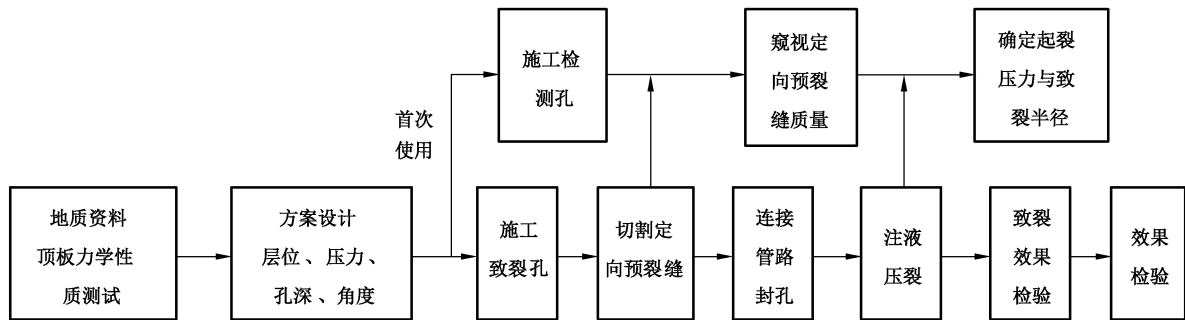 施工检
测孔
窥视定
向预裂
缝质量
确定起裂
压力与致
裂半径
首次
使用
地质资料
顶板力学性
质测试
方案设计
层位、压力、
孔深、角度
施工
致裂孔
切割定
向预裂缝
连接
管路
封孔
注液
压裂
致裂
效果
检验
效果
检验